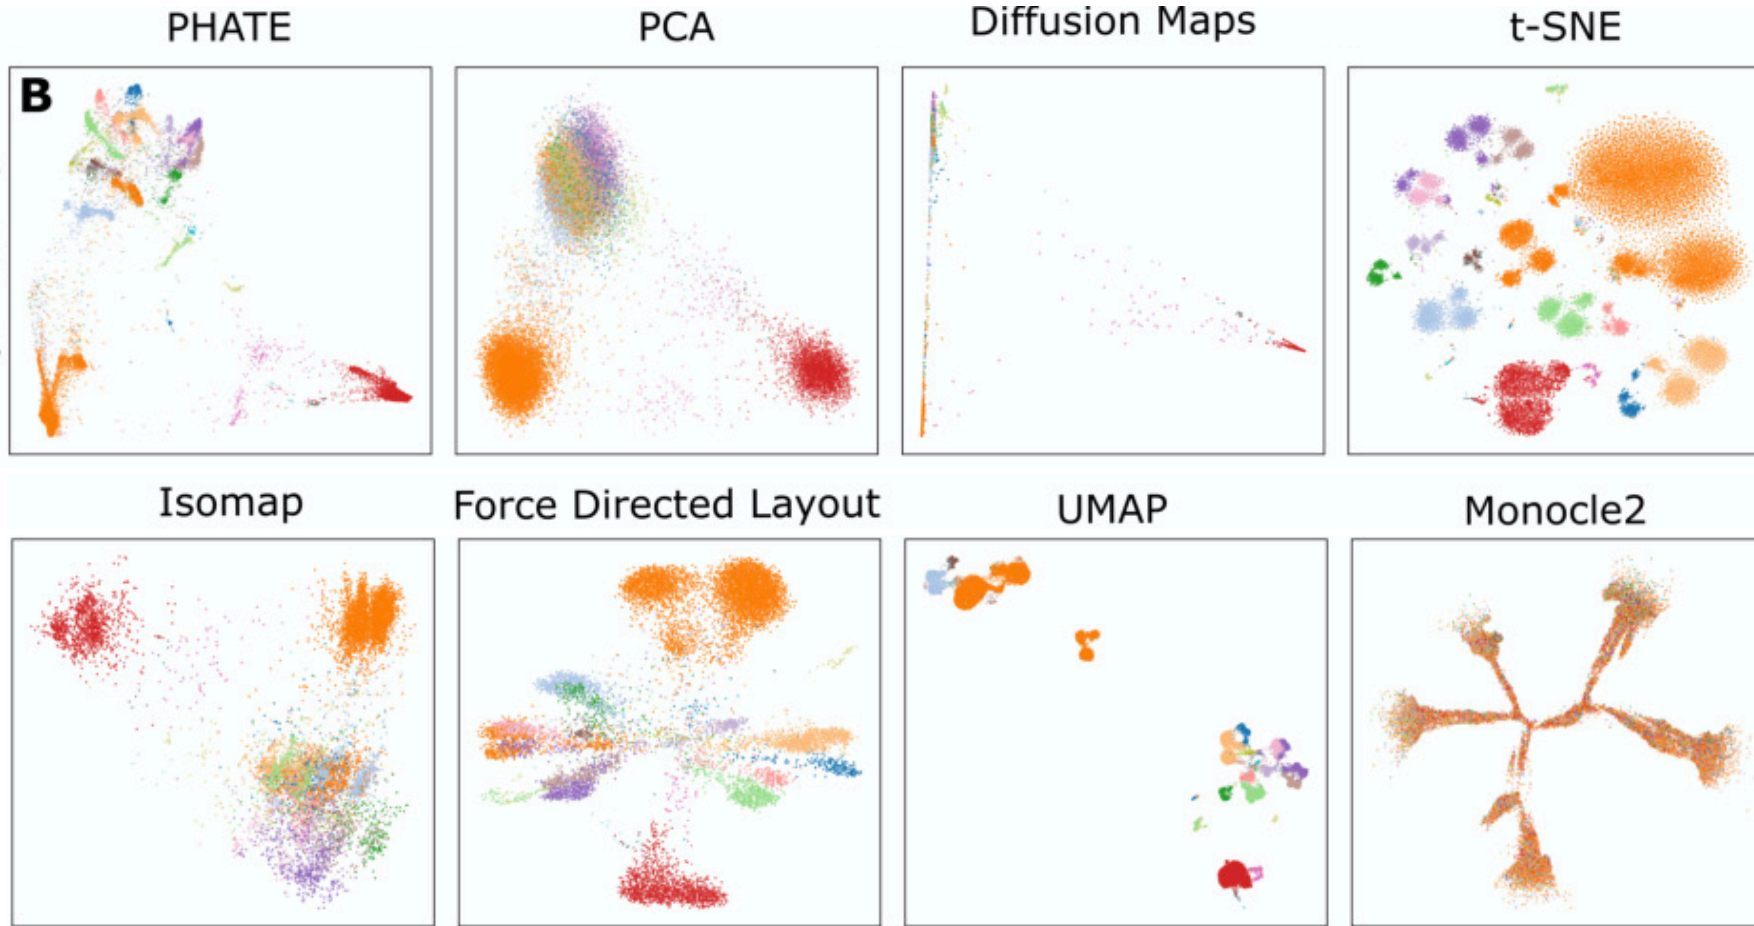 PHATE
PCA
Diffusion Maps
t-SNE
B
Isomap
Force Directed Layout
UMAP
Monocle2